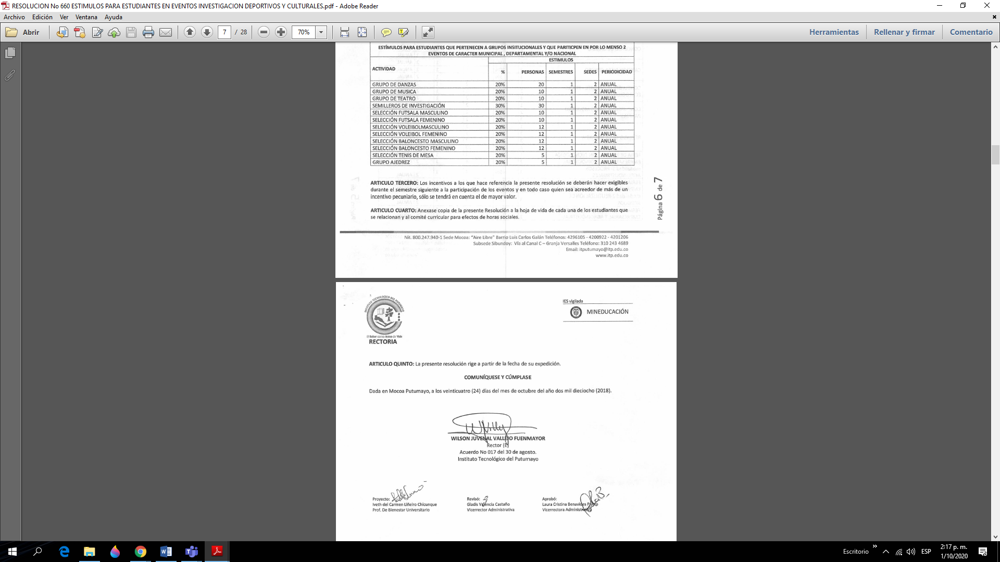 RESOLUCION No 660 ESTIMULOS PARA ESTUDIANTES EN EVENTOS INVESTIGACION DEPORTIVOS Y CULTURALES.pdf - Adobe Reader
Archivo Edición Ver Ventana Ayuda
Abrir 7 / 28 70% Herramientas Rellenar y firmar Comentario
ESTÍMULOS PARA ESTUDIANTES QUE PERTENECEN A GRUPOS INSITUCIONALES Y QUE PARITICPEN EN POR LO MENSO 2
EVENTOS DE CARACTER MUNICIPAL , DEPARTAMENTAL Y/O NACIONAL
ESTIMULOS
ACTIVIDAD % PERSONAS SEMESTRES SEDES PERIODICIDAD
GRUPO DE DANZAS 20% 20 1 2 ANUAL
GRUPO DE MUSICA 20% 10 1 2 ANUAL
GRUPO DE TEATRO 20% 10 1 2 ANUAL
SEMILLEROS DE INVESTIGACIÓN 30% 30 1 2 ANUAL
SELECCIÓN FUTSALA MASCULINO 20% 10 1 2 ANUAL
SELECCIÓN FUTSALA FEMENINO 20% 10 1 2 ANUAL
SELECCIÓN VOLEIBOLMASCULINO 20% 12 1 2 ANUAL
SELECCIÓN VOLEIBOL FEMENINO 20% 12 1 2 ANUAL
SELECCIÓN BALONCESTO MASCULINO 20% 12 1 2 ANUAL
SELECCIÓN BALONCESTO FEMENINO 20% 12 1 2 ANUAL
SELECCIÓN TENIS DE MESA 20% 5 1 2 ANUAL
GRUPO AJEDREZ 20% 5 1 2 ANUAL
ARTICULO TERCERO: Los incentivos a los que hace referencia la presente resolución se deberán hacer exigibles
durante el semestre siguiente a la participación de los eventos y en todo caso quien sea acreedor de más de un
incentivo pecuniario, sólo se tendrá en cuenta el de mayor valor.
ARTICULO CUARTO: Anexase copia de la presente Resolución a la hoja de vida de cada una de los estudiantes que
se relacionan y al comité curricular para efectos de horas sociales.
Página 6 de 7
Nit. 800.247.940-1 Sede Mocoa: “Aire Libre” Barrio Luis Carlos Galán Teléfonos: 4296105 - 4200922 - 4201206
Subsede Sibundoy: Vía al Canal C – Granja Versalles Teléfono: 310 243 4689
Email: itputumayo@itp.edu.co
www.itp.edu.co
INSTITUTO TECNOLOGICO DEL PUTUMAYO
El Saber como Arma de Vida
RECTORIA
IES vigilada
MINEDUCACIÓN
ARTICULO QUINTO: La presente resolución rige a partir de la fecha de su expedición.
COMUNÍQUESE Y CÚMPLASE
Dada en Mocoa Putumayo, a los veinticuatro (24) días del mes de octubre del año dos mil dieciocho (2018).
WILSON JUVENAL VALLEJO FUENMAYOR
Rector (E)
Acuerdo No 017 del 30 de agosto.
Instituto Tecnológico del Putumayo
Proyecto:
Iveth del Carmen Liñeiro Chicunque
Prof. De Bienestar Universitario
Revisó:
Gladis Valencia Castaño
Vicerrector Administrativa
Aprobó:
Laura Cristina Benavides
Vicerrectora Administrativa
Escritorio ESP 2:17 p. m.
1/10/2020